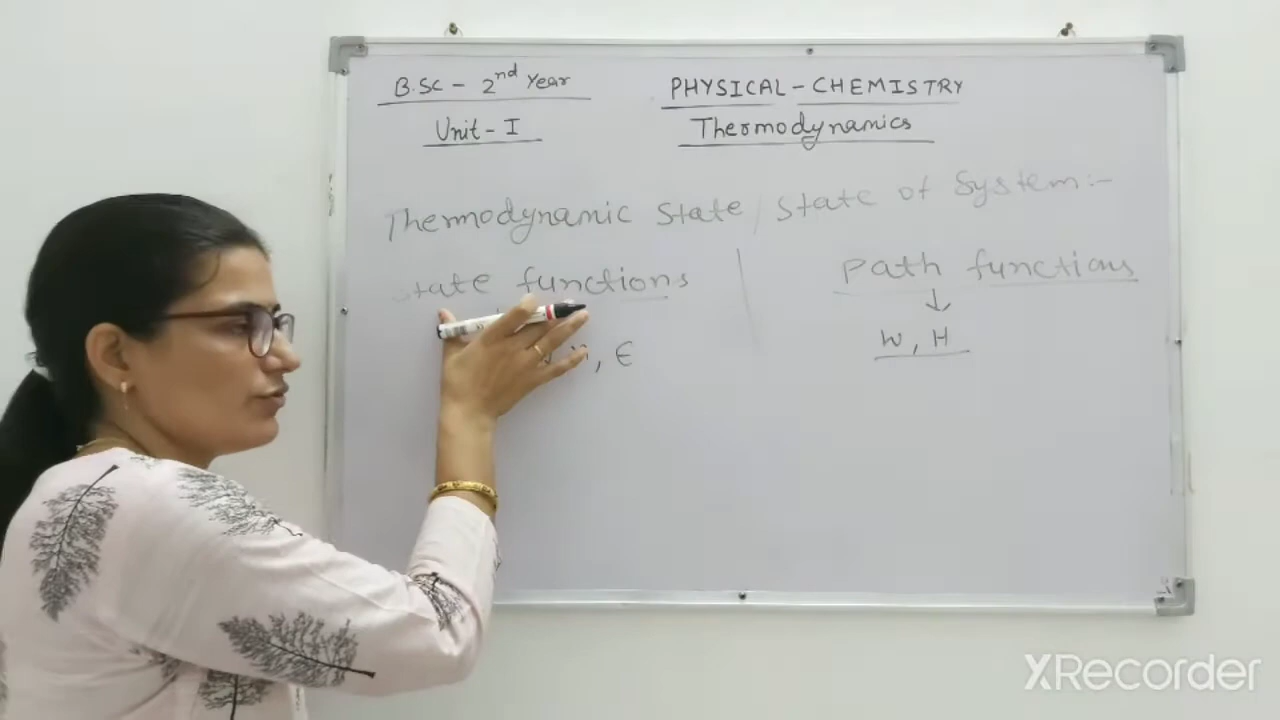 B.Sc - 2nd Year
Unit - I
PHYSICAL - CHEMISTRY
Thermodynamics
Thermodynamic State / State of System:-
State functions
, E
Path functions
↓
W, H
XRecorder